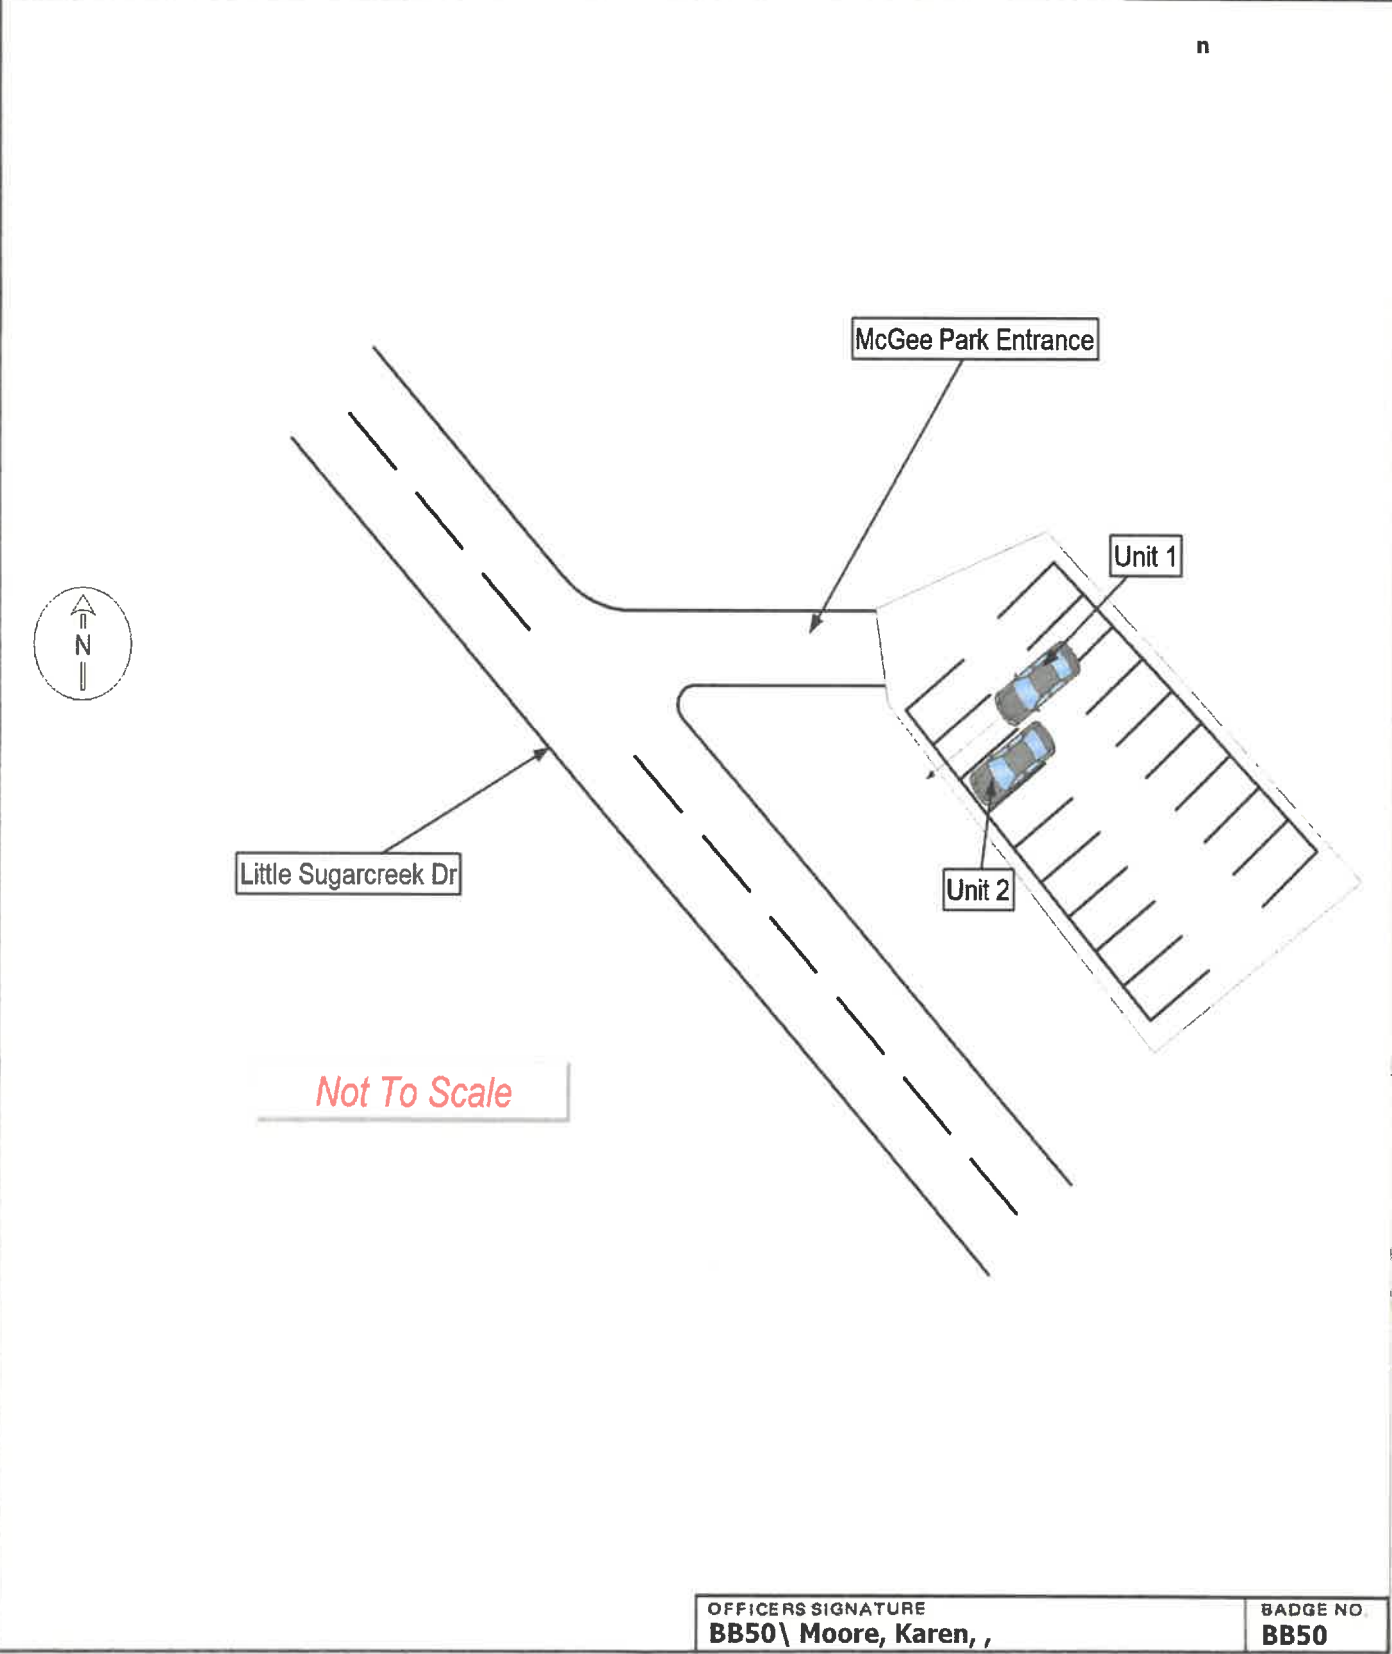 n
McGee Park Entrance
Unit 1
N
Little Sugarcreek Dr
Unit 2
Not To Scale
OFFICERS SIGNATURE
BADGE NO.
BB50\ Moore, Karen, ,
BB50